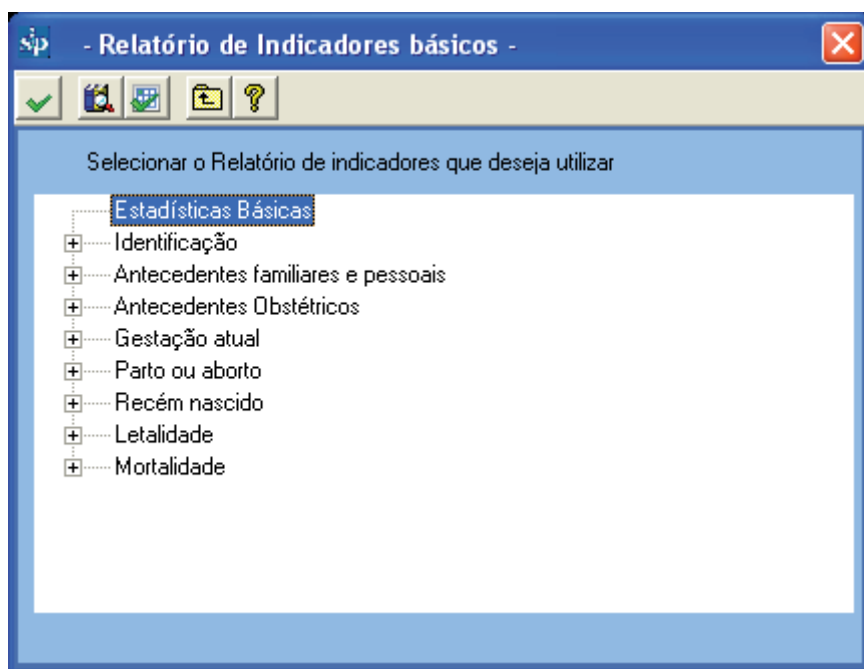 sip - Relatório de Indicadores básicos -
Selecionar o Relatório de indicadores que deseja utilizar
Estadísticas Básicas
Identificação
Antecedentes familiares e pessoais
Antecedentes Obstétricos
Gestação atual
Parto ou aborto
Recém nascido
Letalidade
Mortalidade